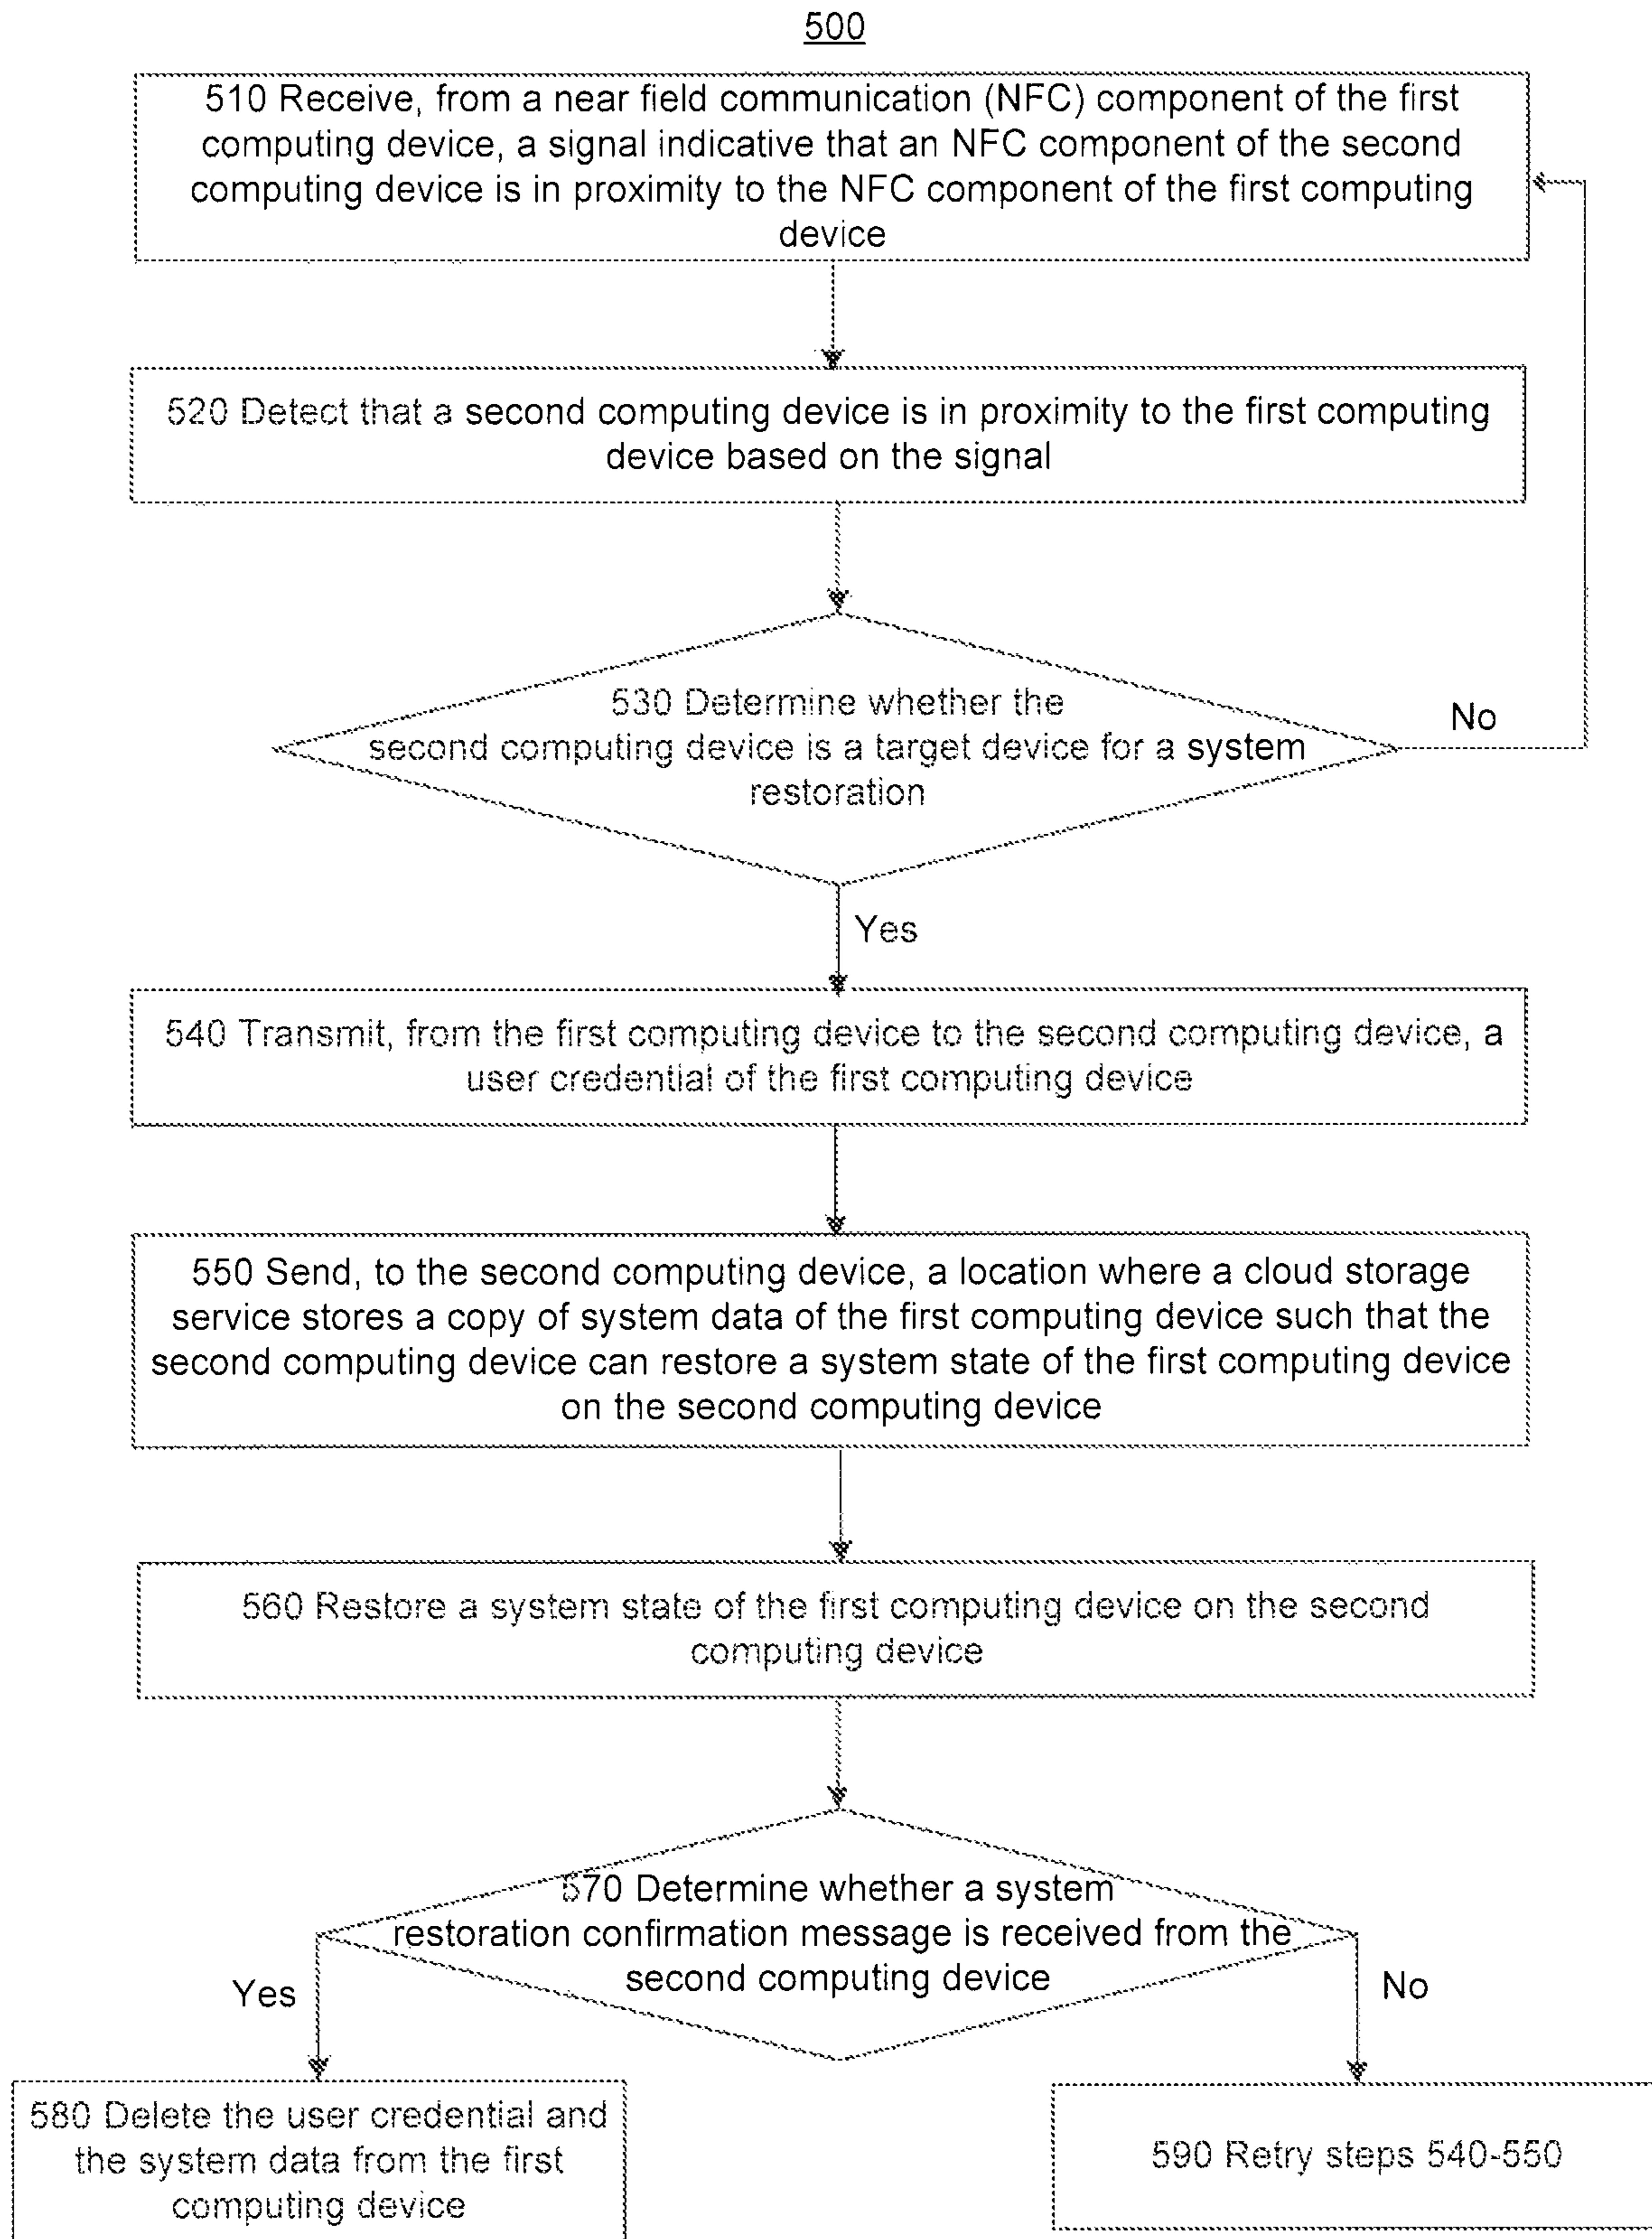 500
510 Receive, from a near field communication (NFC) component of the first
computing device, a signal indicative that an NFC component of the second
computing device is in proximity to the NFC component of the first computing
device
520 Detect that a second computing device is in proximity to the first computing
device based on the signal
530 Determine whether the
second computing device is a target device for a system
restoration
No
Yes
540 Transmit, from the first computing device to the second computing device, a
user credential of the first computing device
550 Send, to the second computing device, a location where a cloud storage
service stores a copy of system data of the first computing device such that the
second computing device can restore a system state of the first computing device
on the second computing device
560 Restore a system state of the first computing device on the second
computing device
570 Determine whether a system
restoration confirmation message is received from the
second computing device
Yes
No
580 Delete the user credential and
the system data from the first
computing device
590 Retry steps 540-550